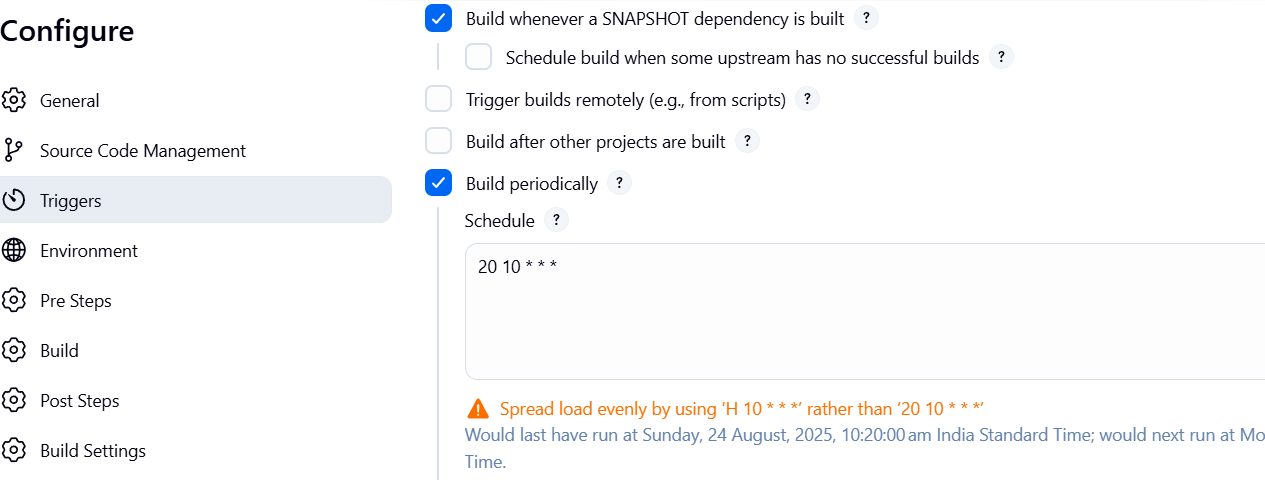 Configure
General
Source Code Management
Triggers
Environment
Pre Steps
Build
Post Steps
Build Settings
Build whenever a SNAPSHOT dependency is built ?
Schedule build when some upstream has no successful builds ?
Trigger builds remotely (e.g., from scripts) ?
Build after other projects are built ?
Build periodically ?
Schedule ?
20 10 * * *
Spread load evenly by using ‘H 10 * * *’ rather than ‘20 10 * * *’
Would last have run at Sunday, 24 August, 2025, 10:20:00 am India Standard Time; would next run at Mo
Time.